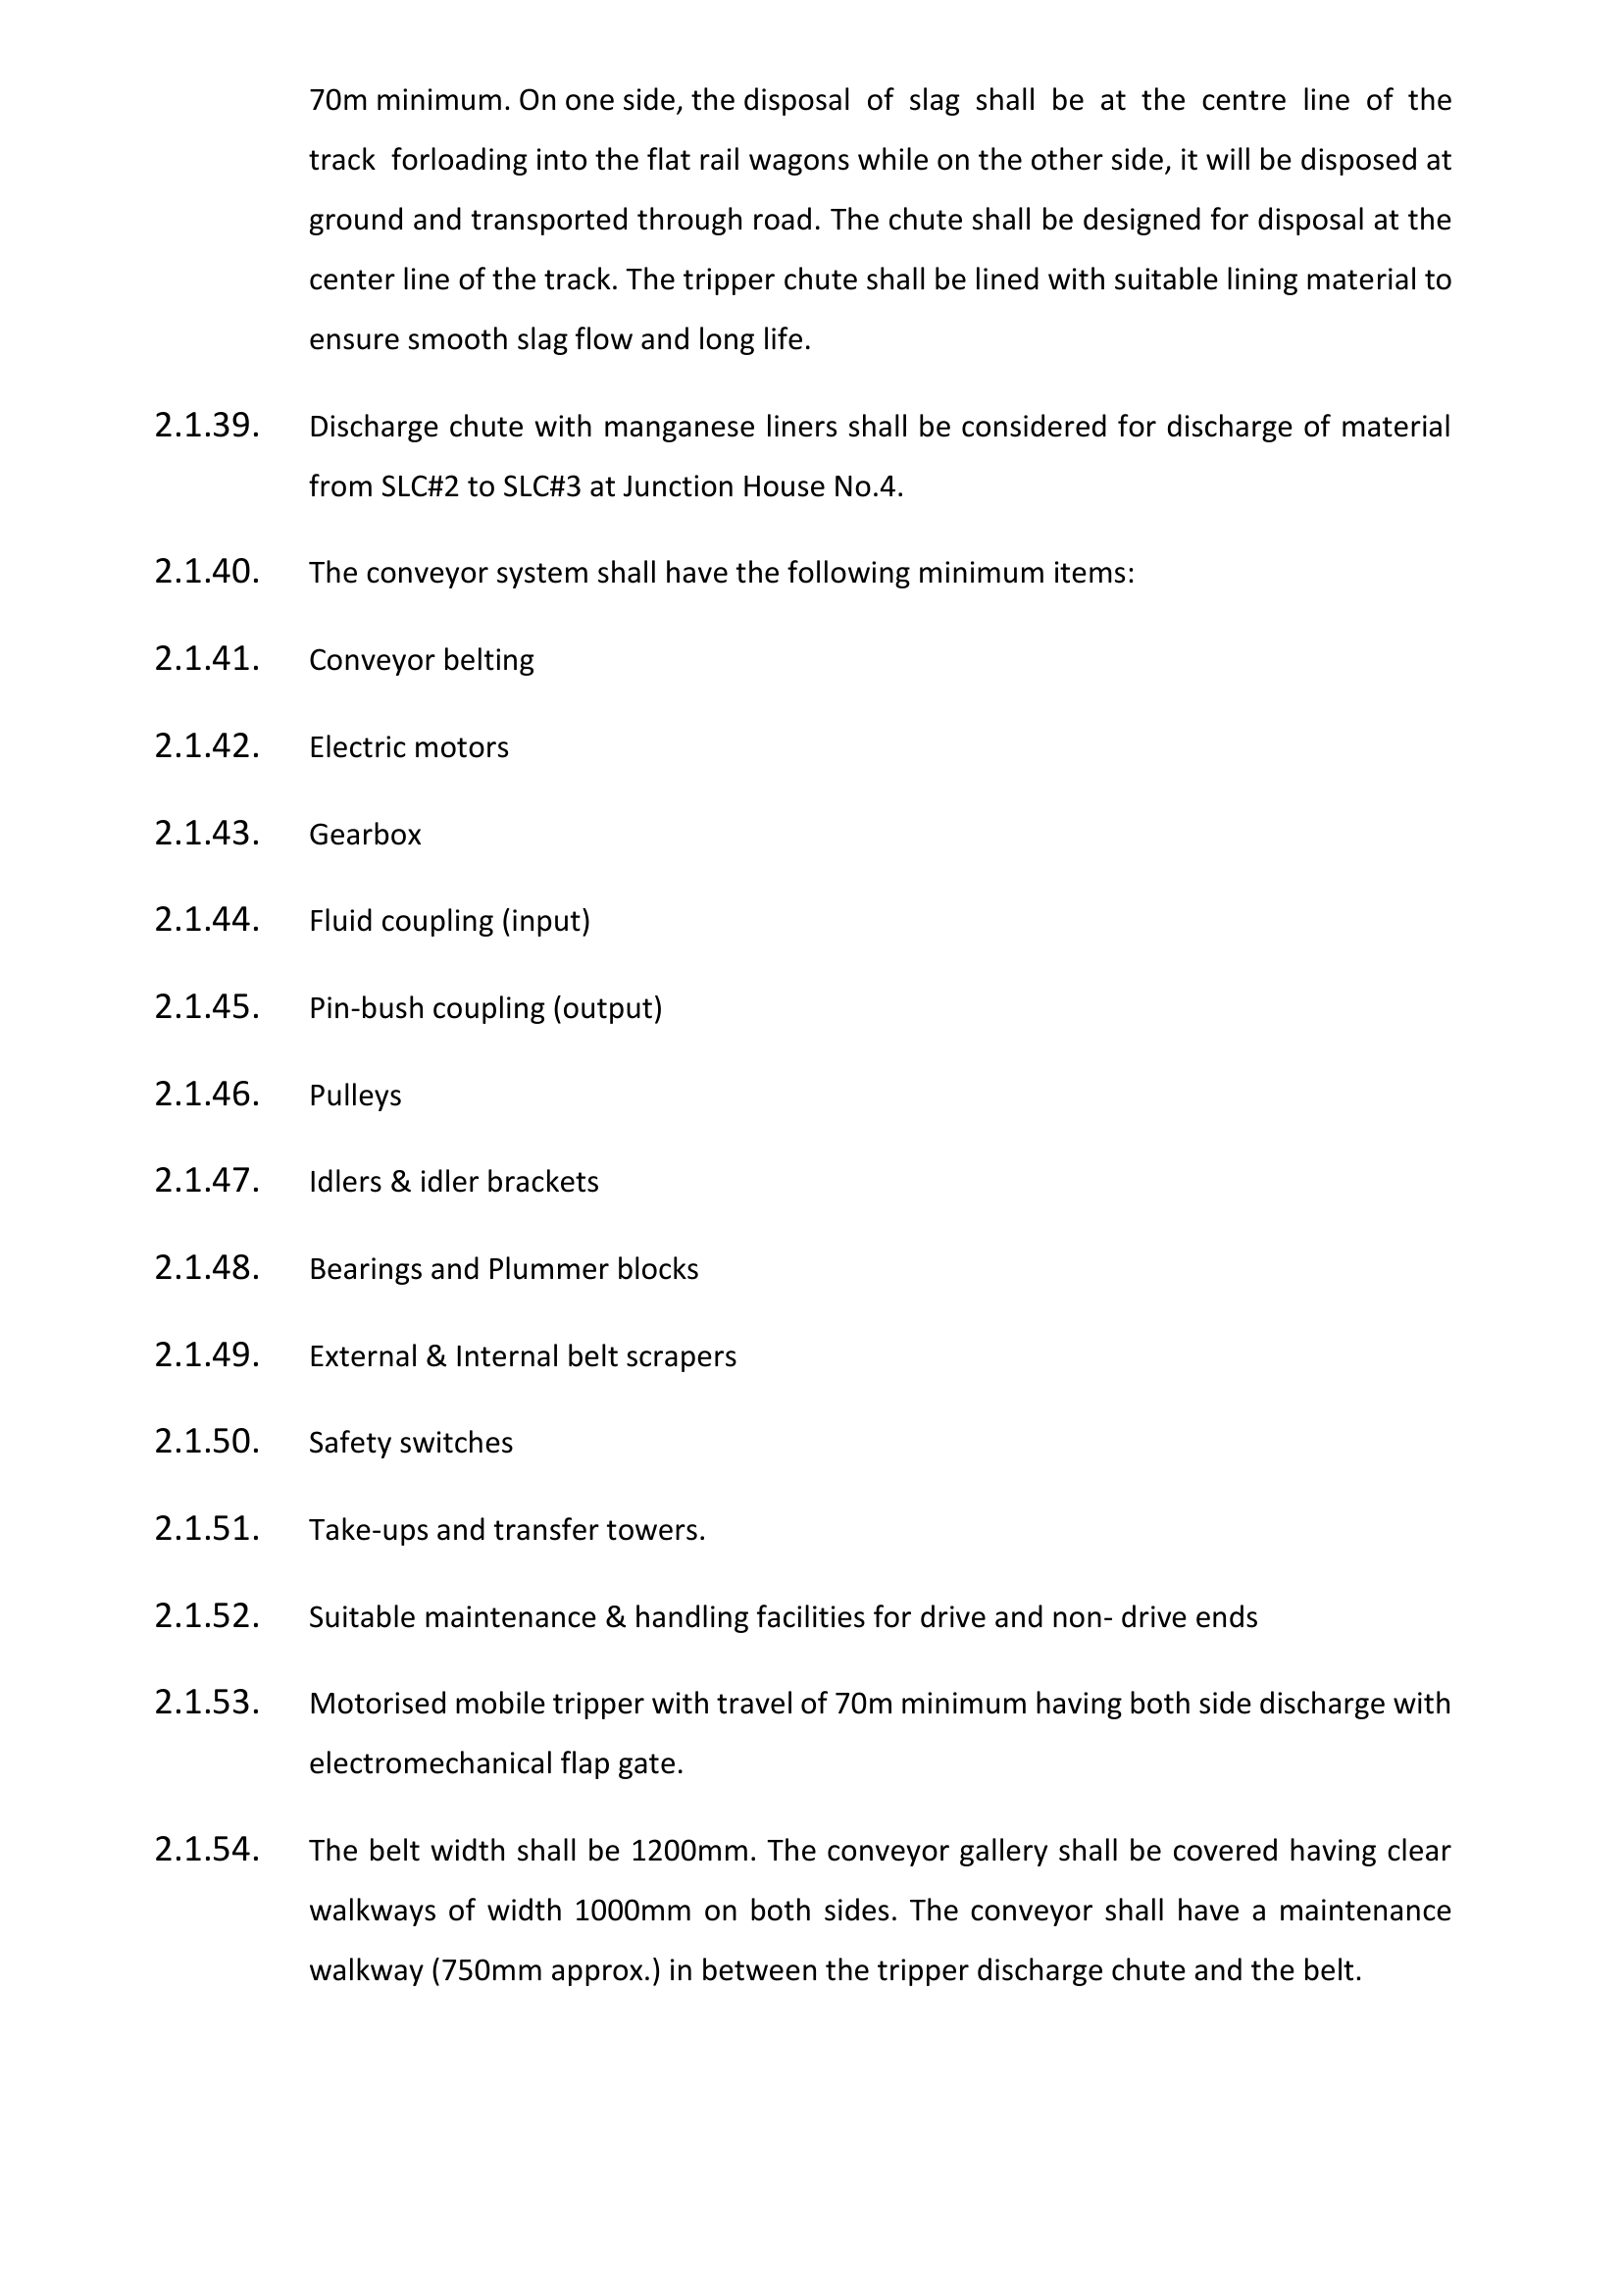 70m minimum. On one side, the disposal of slag shall be at the centre line of the
track forloading into the flat rail wagons while on the other side, it will be disposed at
ground and transported through road. The chute shall be designed for disposal at the
center line of the track. The tripper chute shall be lined with suitable lining material to
ensure smooth slag flow and long life.
2.1.39. Discharge chute with manganese liners shall be considered for discharge of material
from SLC#2 to SLC#3 at Junction House No.4.
2.1.40. The conveyor system shall have the following minimum items:
2.1.41. Conveyor belting
2.1.42. Electric motors
2.1.43. Gearbox
2.1.44. Fluid coupling (input)
2.1.45. Pin-bush coupling (output)
2.1.46. Pulleys
2.1.47. Idlers & idler brackets
2.1.48. Bearings and Plummer blocks
2.1.49. External & Internal belt scrapers
2.1.50. Safety switches
2.1.51. Take-ups and transfer towers.
2.1.52. Suitable maintenance & handling facilities for drive and non- drive ends
2.1.53. Motorised mobile tripper with travel of 70m minimum having both side discharge with
electromechanical flap gate.
2.1.54. The belt width shall be 1200mm. The conveyor gallery shall be covered having clear
walkways of width 1000mm on both sides. The conveyor shall have a maintenance
walkway (750mm approx.) in between the tripper discharge chute and the belt.